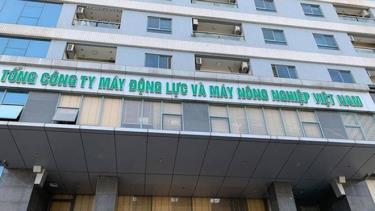 TỔNG CÔNG TY MÁY ĐỘNG LỰC VÀ MÁY NÔNG NGHIỆP VIỆT NAM